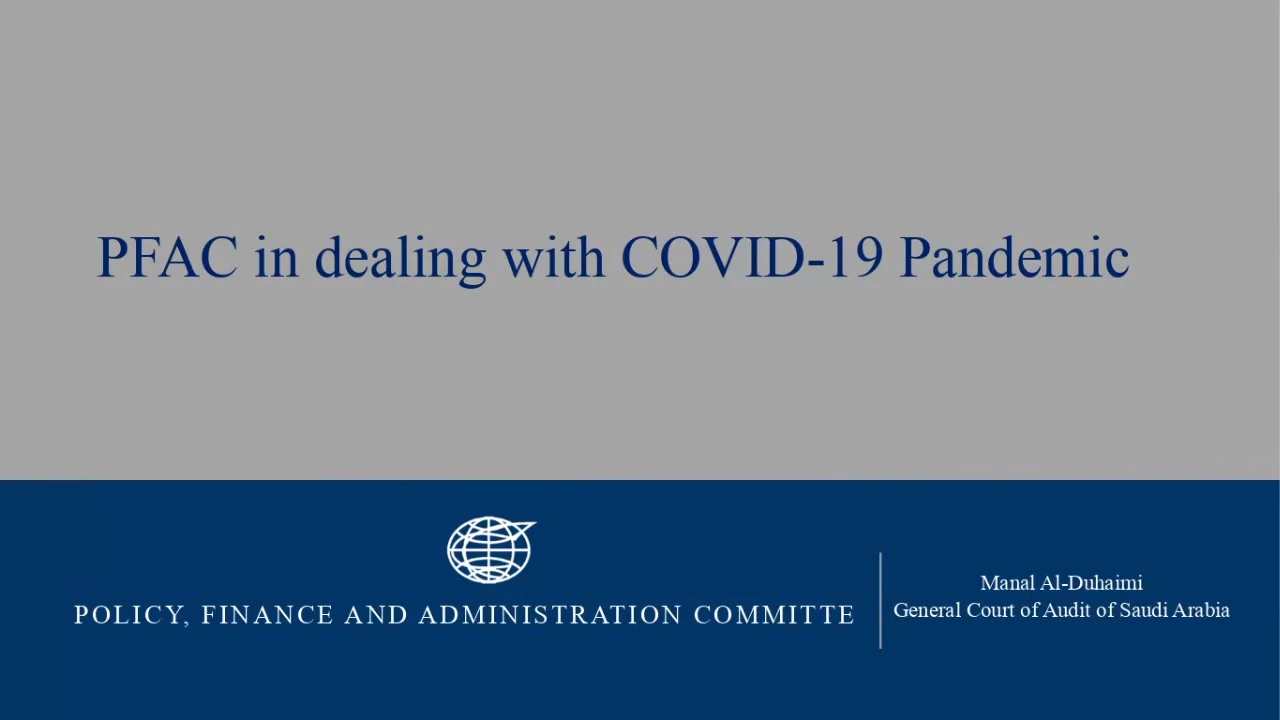 PFAC in dealing with COVID-19 Pandemic
POLICY, FINANCE AND ADMINISTRATION COMMITTE
Manal Al-Duhaimi
General Court of Audit of Saudi Arabia